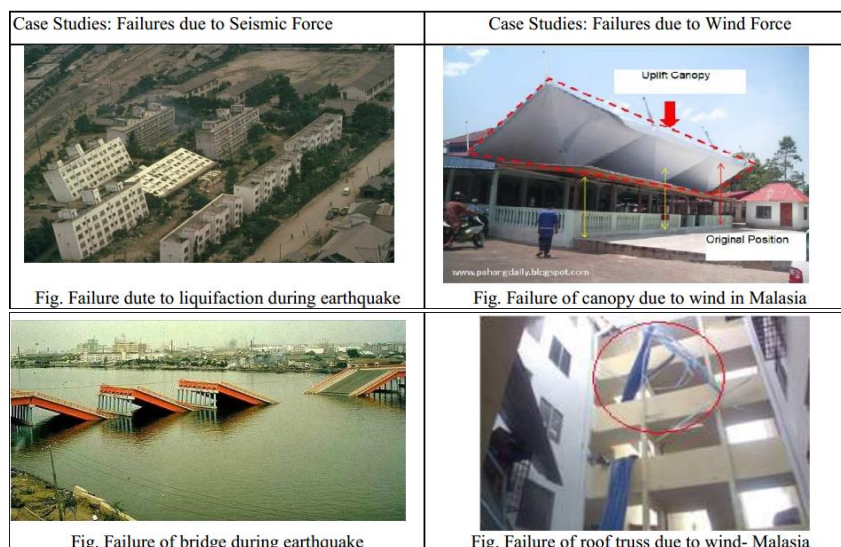 Case Studies: Failures due to Seismic Force
Case Studies: Failures due to Wind Force
Uplift Canopy
Original Position
www.pahangdaily.blogspot.com
Fig. Failure dute to liquifaction during earthquake
Fig. Failure of canopy due to wind in Malasia
Fig. Failure of bridge during earthquake
Fig. Failure of roof truss due to wind- Malasia